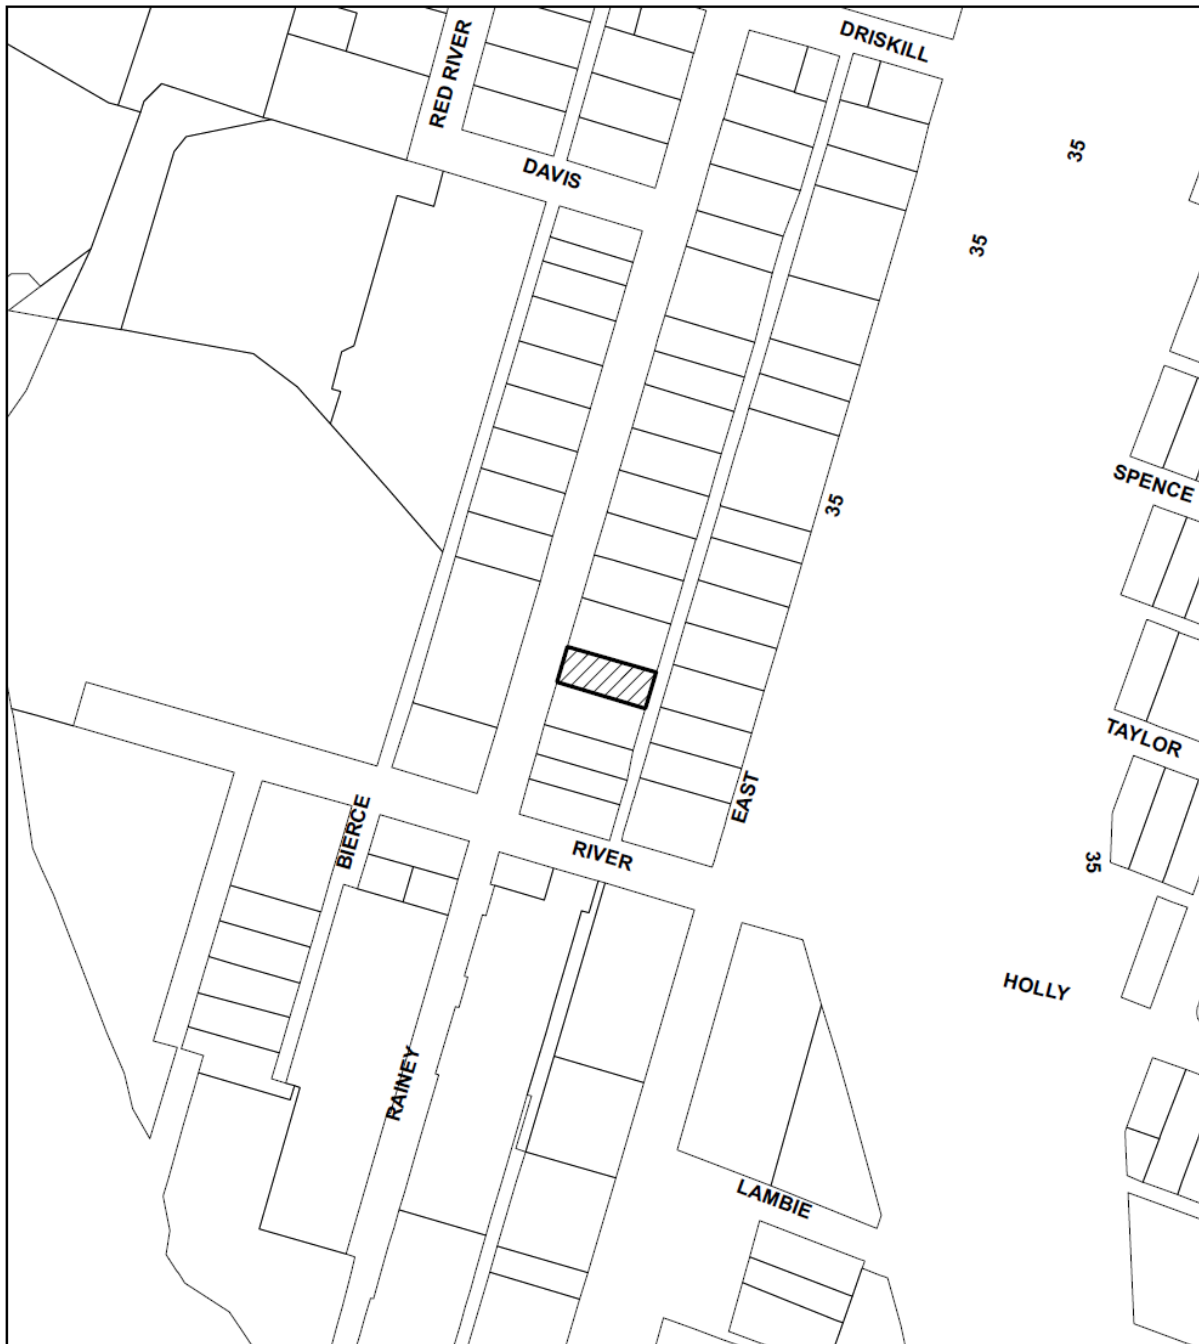 DRISKILL
RED RIVER
35
DAVIS
35
SPENCE
35
TAYLOR
EAST
BIERCE
RIVER
35
HOLLY
RAINEY
LAMBIE